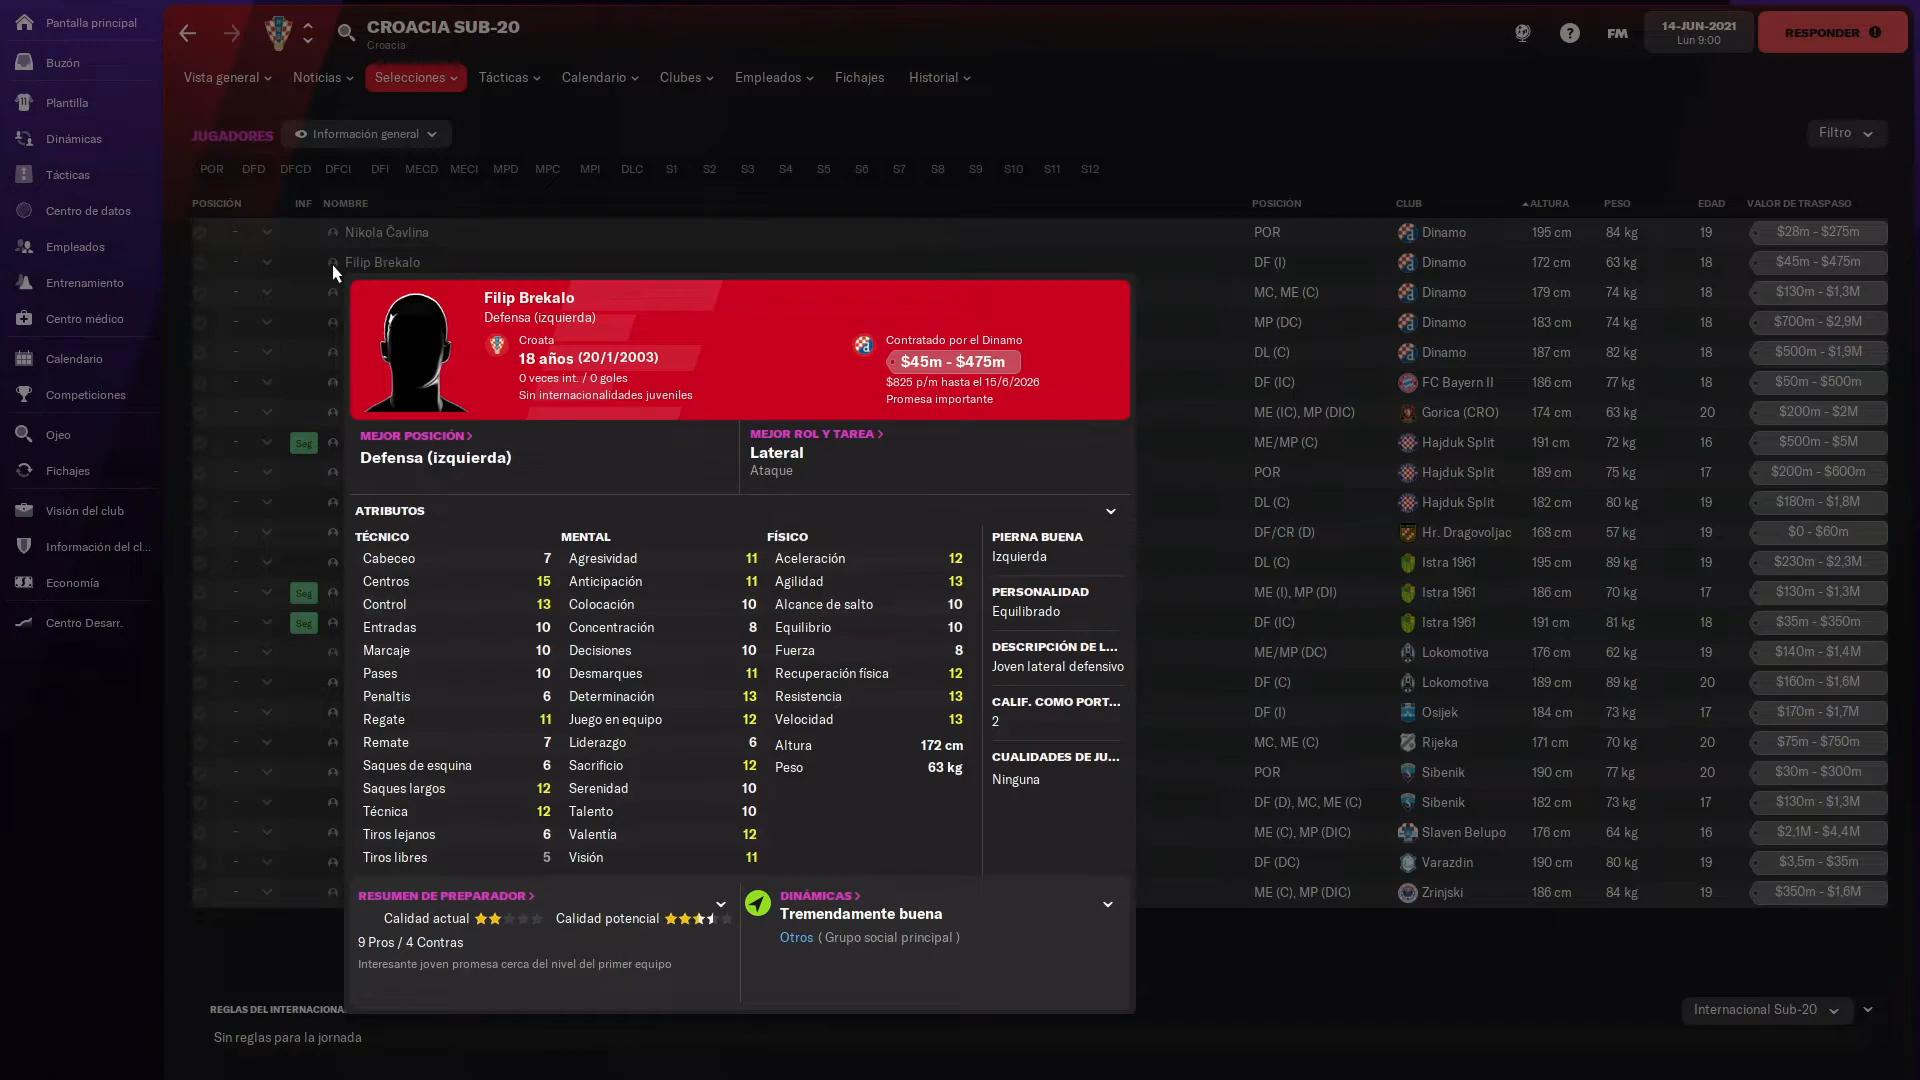 Pantalla principal
Buzón
Plantilla
Dinámicas
Tácticas
Centro de datos
Empleados
Entrenamiento
Centro médico
Calendario
Competiciones
Ojeo
Fichajes
Visión del club
Información del cl...
Economía
Centro Desarr.
CROACIA SUB-20
Croacia
FM
14-JUN-2021
Lun 9:00
RESPONDER
Vista general
Noticias
Selecciones
Tácticas
Calendario
Clubes
Empleados
Fichajes
Historial
JUGADORES
Información general
Filtro
POR DFD DFCD DFCI DFI MECD MECI MPD MPC MPI DLC S1 S2 S3 S4 S5 S6 S7 S8 S9 S10 S11 S12
POSICIÓN INF NOMBRE POSICIÓN CLUB ALTURA PESO EDAD VALOR DE TRASPASO
- Nikola Čavlina POR Dinamo 195 cm 84 kg 19 $28m - $275m
- Filip Brekalo DF (I) Dinamo 172 cm 63 kg 18 $45m - $475m
- MC, ME (C) Dinamo 179 cm 74 kg 18 $130m - $1,3M
- MP (DC) Dinamo 183 cm 74 kg 18 $700m - $2,9M
- DL (C) Dinamo 187 cm 82 kg 18 $500m - $1,9M
- DF (IC) FC Bayern II 186 cm 77 kg 18 $50m - $500m
- ME (IC), MP (DIC) Gorica (CRO) 174 cm 63 kg 20 $200m - $2M
- Seg ME/MP (C) Hajduk Split 191 cm 72 kg 16 $500m - $5M
- POR Hajduk Split 189 cm 75 kg 17 $200m - $600m
- DL (C) Hajduk Split 182 cm 80 kg 19 $180m - $1,8M
- DF/CR (D) Hr. Dragovoljac 168 cm 57 kg 19 $0 - $60m
- DL (C) Istra 1961 195 cm 89 kg 19 $230m - $2,3M
- Seg ME (I), MP (DI) Istra 1961 186 cm 70 kg 17 $130m - $1,3M
- Seg DF (IC) Istra 1961 191 cm 81 kg 18 $35m - $350m
- ME/MP (DC) Lokomotiva 176 cm 62 kg 19 $140m - $1,4M
- DF (C) Lokomotiva 189 cm 89 kg 20 $160m - $1,6M
- DF (I) Osijek 184 cm 73 kg 17 $170m - $1,7M
- MC, ME (C) Rijeka 171 cm 70 kg 20 $75m - $750m
- POR Sibenik 190 cm 77 kg 20 $30m - $300m
- DF (D), MC, ME (C) Sibenik 182 cm 73 kg 17 $130m - $1,3M
- ME (C), MP (DIC) Slaven Belupo 176 cm 64 kg 16 $2,1M - $4,4M
- DF (DC) Varazdin 190 cm 80 kg 19 $3,5m - $35m
- ME (C), MP (DIC) Zrinjski 186 cm 84 kg 19 $350m - $1,6M
Filip Brekalo
Defensa (izquierda)
Croata
18 años (20/1/2003)
0 veces int. / 0 goles
Sin internacionalidades juveniles
Contratado por el Dinamo
$45m - $475m
$825 p/m hasta el 15/6/2026
Promesa importante
MEJOR POSICIÓN >
Defensa (izquierda)
MEJOR ROL Y TAREA >
Lateral
Ataque
ATRIBUTOS
TÉCNICO MENTAL FÍSICO
Cabeceo 7 Agresividad 11 Aceleración 12
Centros 15 Anticipación 11 Agilidad 13
Control 13 Colocación 10 Alcance de salto 10
Entradas 10 Concentración 8 Equilibrio 10
Marcaje 10 Decisiones 10 Fuerza 8
Pases 10 Desmarques 11 Recuperación física 12
Penaltis 6 Determinación 13 Resistencia 13
Regate 11 Juego en equipo 12 Velocidad 13
Remate 7 Liderazgo 6 Altura 172 cm
Saques de esquina 6 Sacrificio 12 Peso 63 kg
Saques largos 12 Serenidad 10
Técnica 12 Talento 10
Tiros lejanos 6 Valentía 12
Tiros libres 5 Visión 11
PIERNA BUENA
Izquierda
PERSONALIDAD
Equilibrado
DESCRIPCIÓN DE L...
Joven lateral defensivo
CALIF. COMO PORT...
2
CUALIDADES DE JU...
Ninguna
RESUMEN DE PREPARADOR >
Calidad actual
Calidad potencial
9 Pros / 4 Contras
Interesante joven promesa cerca del nivel del primer equipo
DINÁMICAS >
Tremendamente buena
Otros ( Grupo social principal )
REGLAS DEL INTERNACIONA
Sin reglas para la jornada
Internacional Sub-20